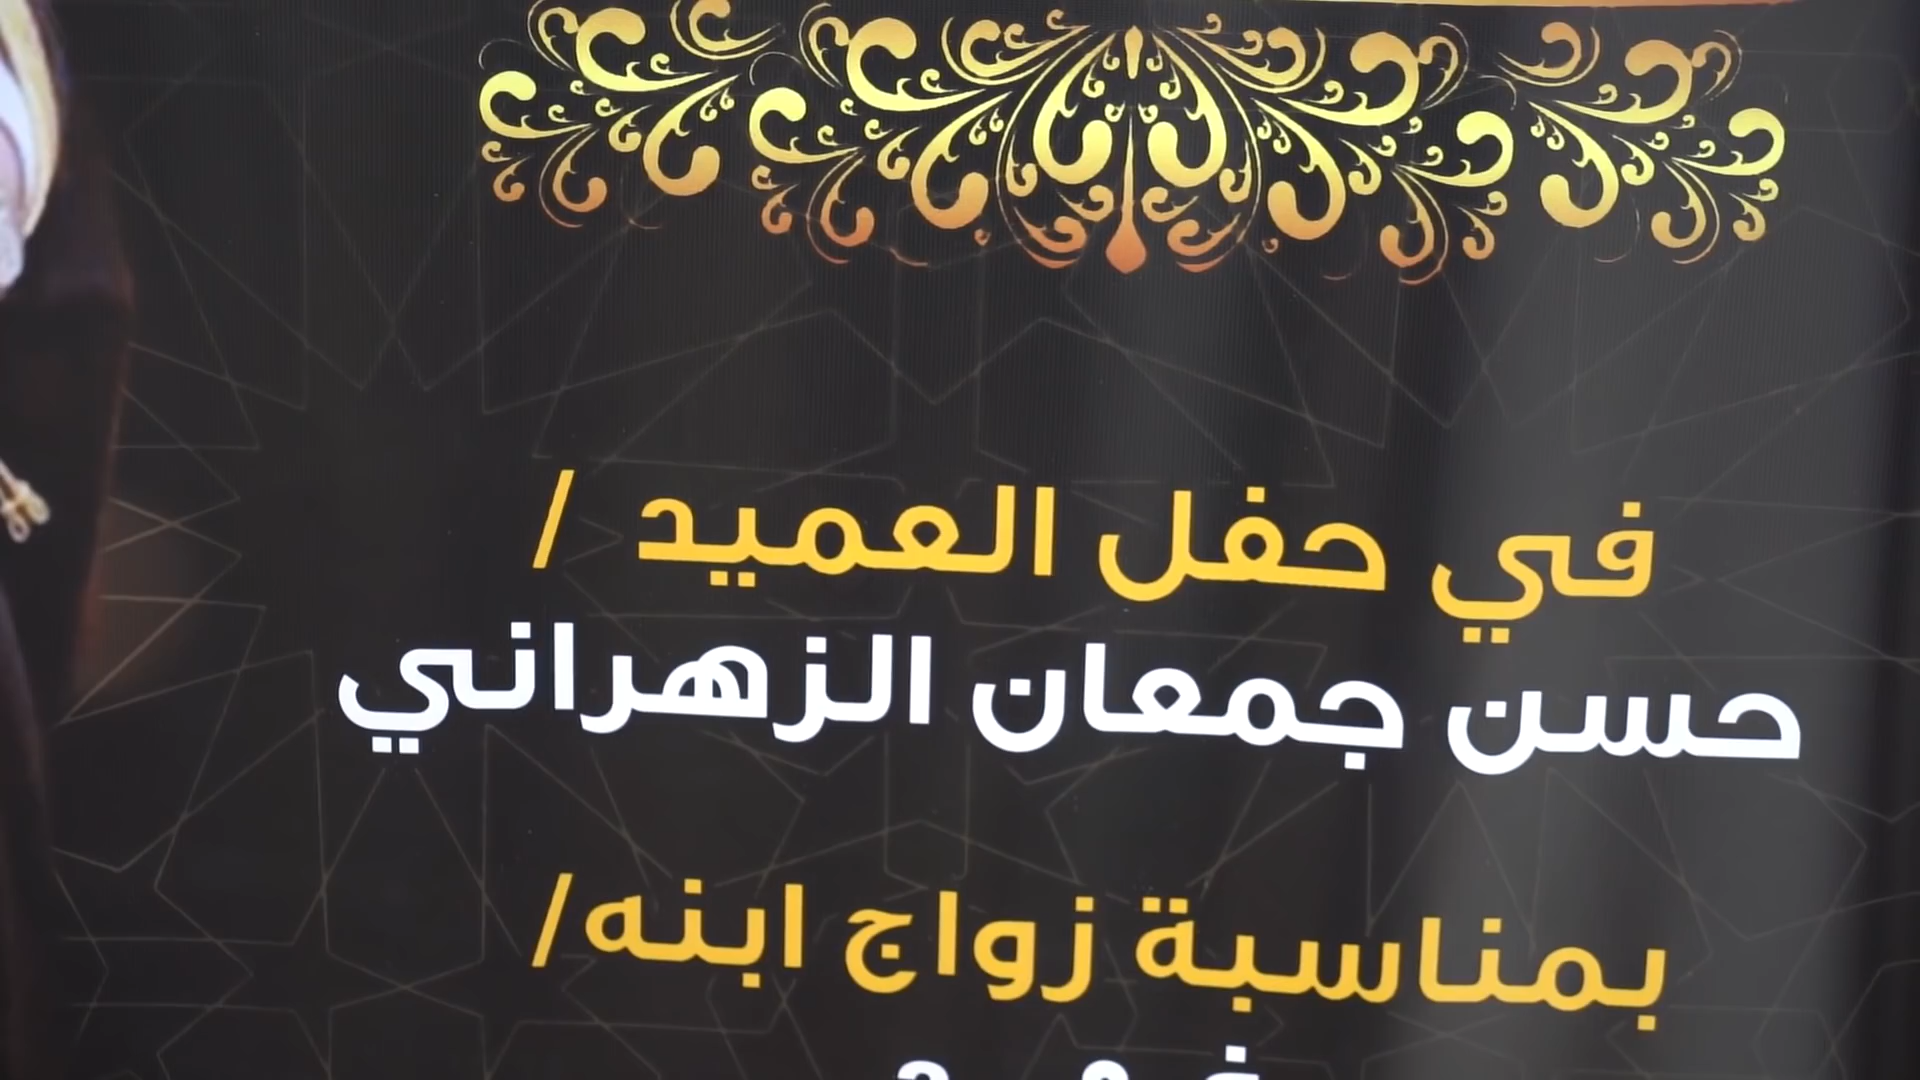 في حفل العميد /
حسن جمعان الزهراني
بمناسبة زواج ابنه/